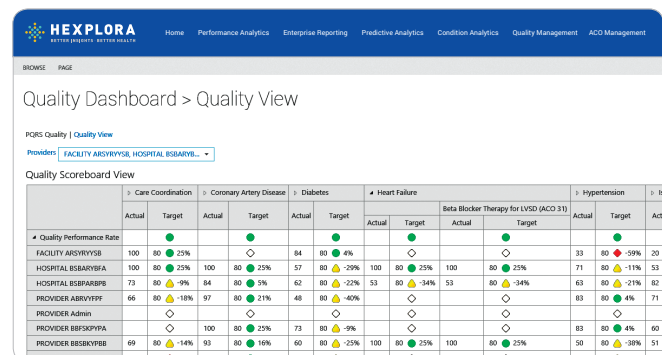 HEXPLORA
BETTER INSIGHTS · BETTER HEALTH
Home Performance Analytics Enterprise Reporting Predictive Analytics Condition Analytics Quality Management ACO Management
BROWSE PAGE
Quality Dashboard > Quality View
PQRS Quality | Quality View
Providers FACILITY ARSYRYYSB, HOSPITAL BSBARYB...
Quality Scoreboard View
Care Coordination Coronary Artery Disease Diabetes Heart Failure Hypertension Is
Beta Blocker Therapy for LVSD (ACO 31)
Actual Target Actual Target Actual Target Actual Target Actual Target Actual Target Act
Quality Performance Rate
FACILITY ARSYRYYSB 100 80 25% 84 80 4% 33 80 -59% 20
HOSPITAL BSBARYBFA 100 80 25% 100 80 25% 57 80 -29% 100 80 25% 100 80 25% 71 80 -11% 53
HOSPITAL BSBPARBPB 73 80 -9% 84 80 5% 62 80 -22% 53 80 -34% 53 80 -34% 63 80 -21% 82
PROVIDER ABRVYFPF 66 80 -18% 97 80 21% 48 80 -40% 83 80 4% 71
PROVIDER Admin
PROVIDER BBFSKPYPA 100 80 25% 73 80 -9% 83 80 4% 60
PROVIDER BBSBKYPBB 69 80 -14% 93 80 16% 60 80 -25% 100 80 25% 100 80 25% 50 80 -38% 51